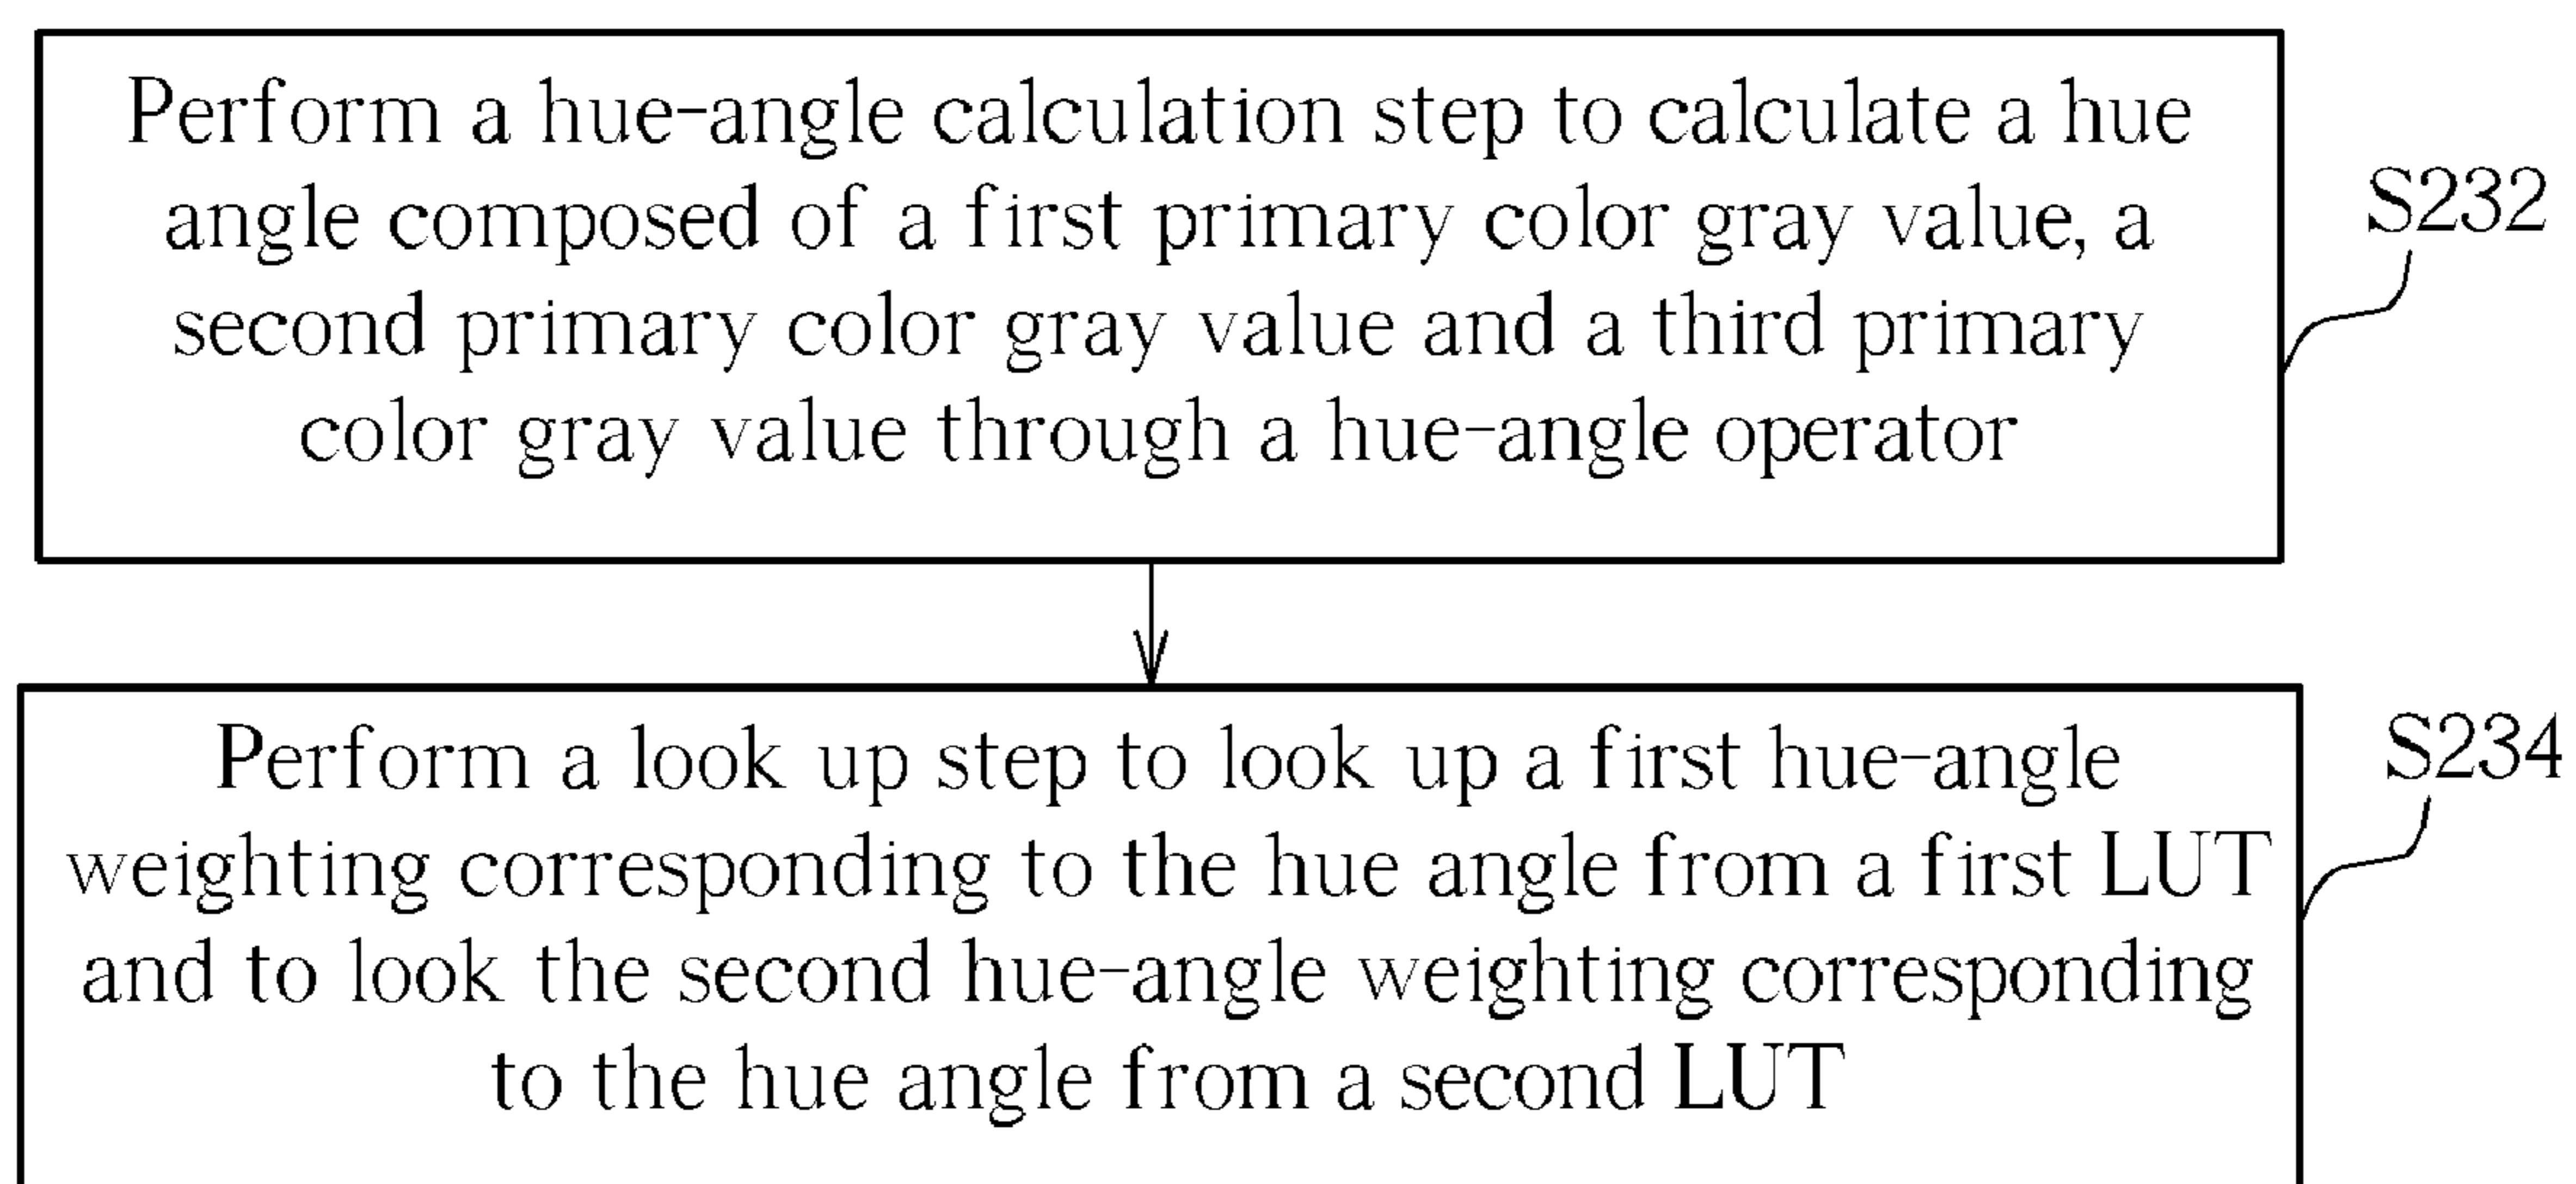 Perform a hue-angle calculation step to calculate a hue
angle composed of a first primary color gray value, a
second primary color gray value and a third primary
color gray value through a hue-angle operator
S232
Perform a look up step to look up a first hue-angle
weighting corresponding to the hue angle from a first LUT
and to look the second hue-angle weighting corresponding
to the hue angle from a second LUT
S234